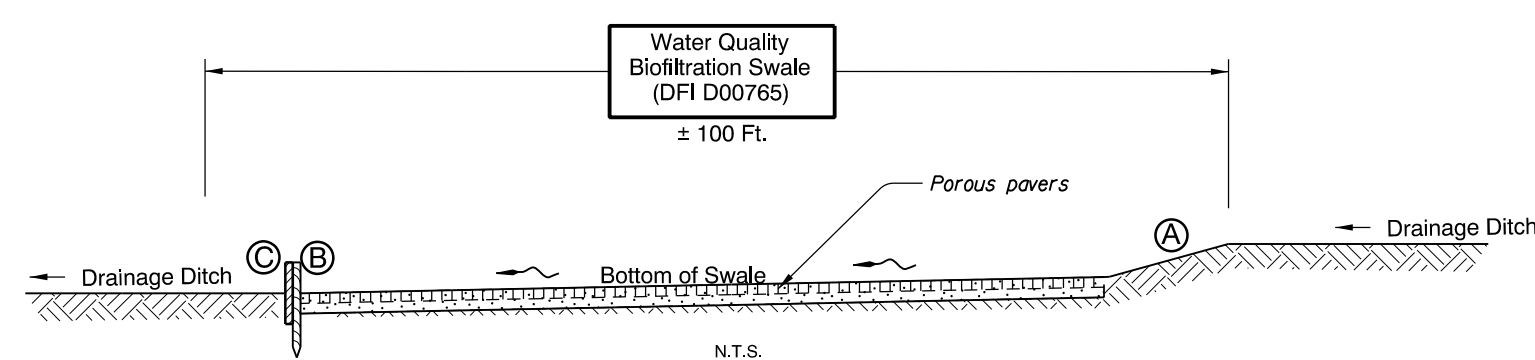 Water Quality
Biofiltration Swale
(DFI D00765)
± 100 Ft.
Porous pavers
A
Drainage Ditch
C
B
Drainage Ditch
Bottom of Swale
N.T.S.